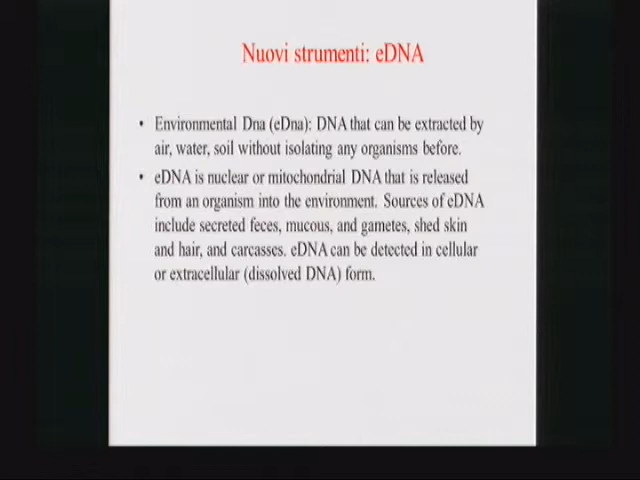 Nuovi strumenti: eDNA
• Environmental Dna (eDna): DNA that can be extracted by
air, water, soil without isolating any organisms before.
• eDNA is nuclear or mitochondrial DNA that is released
from an organism into the environment. Sources of eDNA
include secreted feces, mucous, and gametes, shed skin
and hair, and carcasses. eDNA can be detected in cellular
or extracellular (dissolved DNA) form.